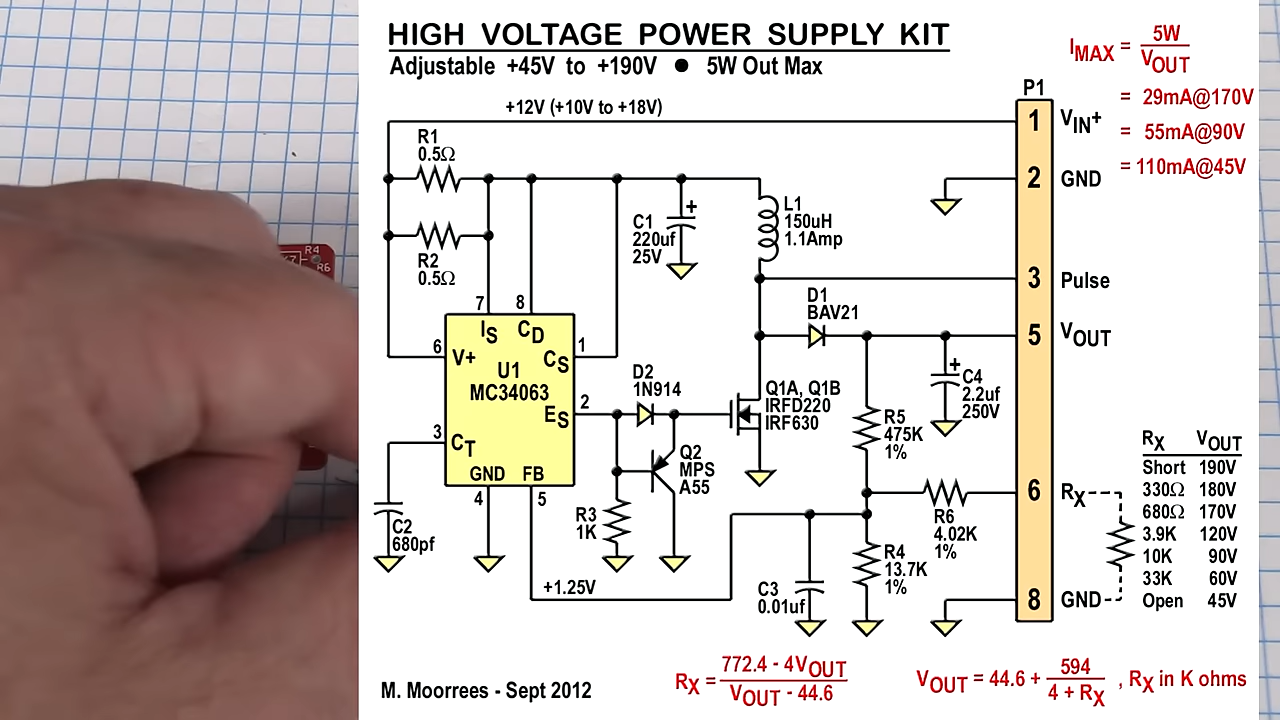 HIGH VOLTAGE POWER SUPPLY KIT
Adjustable +45V to +190V ● 5W Out Max
IMAX = 5W / VOUT
= 29mA@170V
= 55mA@90V
= 110mA@45V
+12V (+10V to +18V)
P1
1 VIN+
2 GND
3 Pulse
5 VOUT
6 RX
8 GND
R1
0.5Ω
R2
0.5Ω
C1
220uf
25V
L1
150uH
1.1Amp
D1
BAV21
7
8
IS
CD
6
V+
CS
1
U1
MC34063
ES
2
3
CT
GND
FB
4
5
D2
1N914
Q1A, Q1B
IRFD220
IRF630
C4
2.2uf
250V
Q2
MPS
A55
R5
475K
1%
R3
1K
C2
680pf
R6
4.02K
1%
R4
13.7K
1%
+1.25V
C3
0.01uf
RX VOUT
Short 190V
330Ω 180V
680Ω 170V
3.9K 120V
10K 90V
33K 60V
Open 45V
M. Moorrees - Sept 2012
RX = 772.4 - 4VOUT / VOUT - 44.6
VOUT = 44.6 + 594 / 4 + RX , RX in K ohms
R4
R6